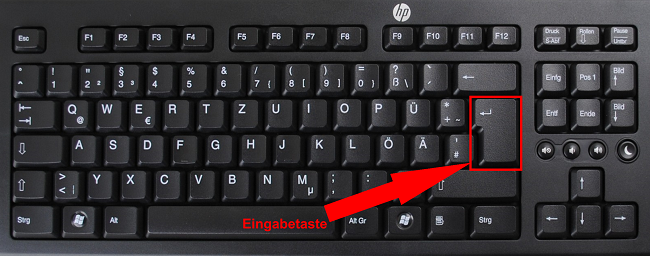 hp
Esc F1 F2 F3 F4 F5 F6 F7 F8 F9 F10 F11 F12 Druck S-Abf Rollen Pause Untbr
^ ° ! 1 " 2 ² § 3 ³ $ 4 % 5 & 6 / 7 { ( 8 [ ) 9 ] = 0 } ? ß \ ` ´ ← Einfg Pos 1 Bild ↑
Q @ W E € R T Z U I O P Ü * + ~ ↵ Entf Ende Bild ↓
A S D F G H J K L Ö Ä ' #
⇧ > < | Y X C V B N M µ ; , : . ⇧ ↑
Eingabetaste
Strg Alt Alt Gr Strg ← ↓ →